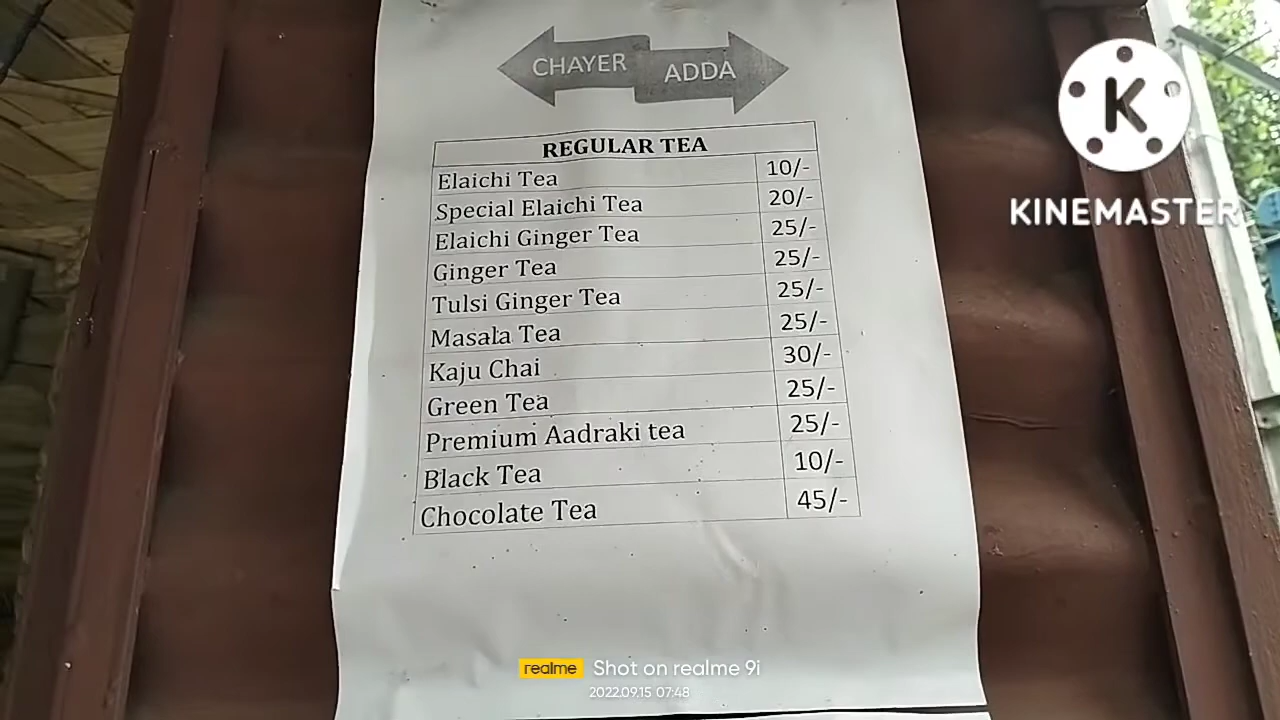 CHAYER ADDA
REGULAR TEA
Elaichi Tea 10/-
Special Elaichi Tea 20/-
Elaichi Ginger Tea 25/-
Ginger Tea 25/-
Tulsi Ginger Tea 25/-
Masala Tea 25/-
Kaju Chai 30/-
Green Tea 25/-
Premium Aadraki tea 25/-
Black Tea 10/-
Chocolate Tea 45/-
K
KINEMASTER
realme Shot on realme 9i
2022.09.15 07:48